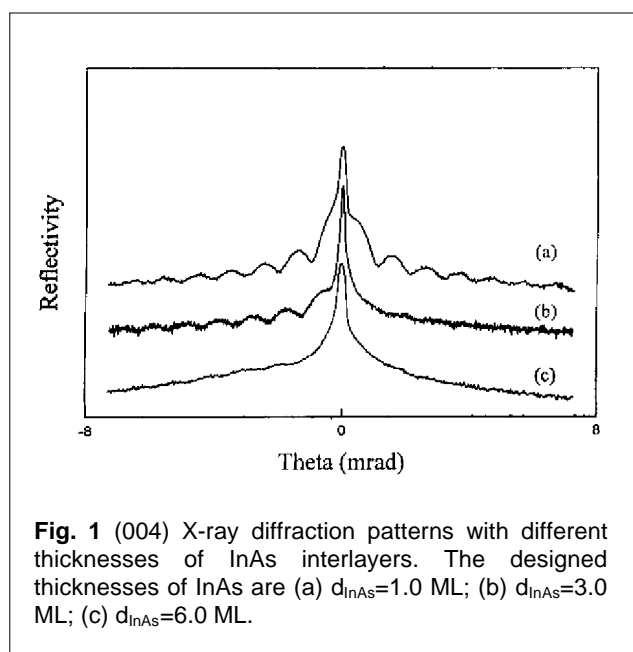 Reflectivity
(a)
(b)
(c)
-8
0
8
Theta (mrad)
Fig. 1 (004) X-ray diffraction patterns with different
thicknesses of InAs interlayers. The designed
thicknesses of InAs are (a) dInAs=1.0 ML; (b) dInAs=3.0
ML; (c) dInAs=6.0 ML.